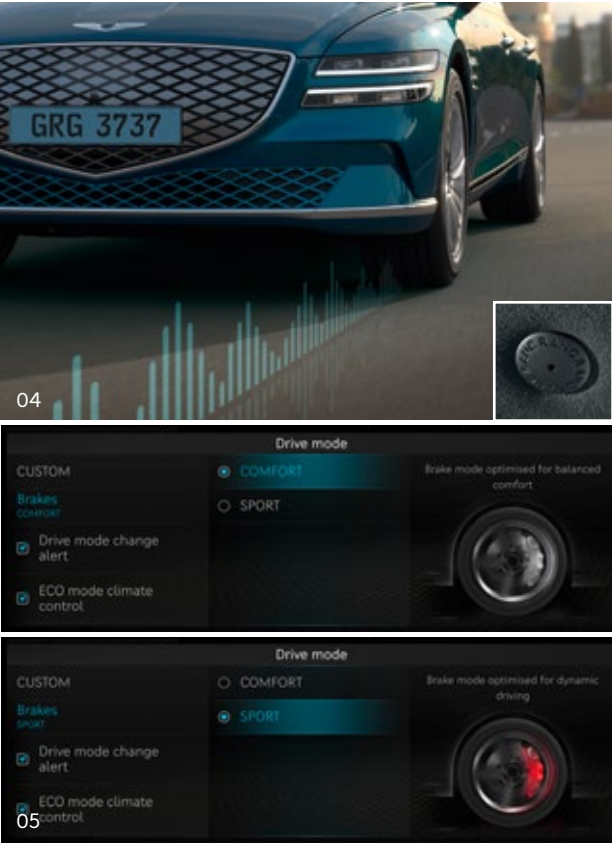 GRG 3737
04
Drive mode
CUSTOM
Brakes
COMFORT
Drive mode change
alert
ECO mode climate
control
COMFORT
SPORT
Brake mode optimised for balanced
comfort
Drive mode
CUSTOM
Brakes
SPORT
Drive mode change
alert
ECO mode climate
control
COMFORT
SPORT
Brake mode optimised for dynamic
driving
05